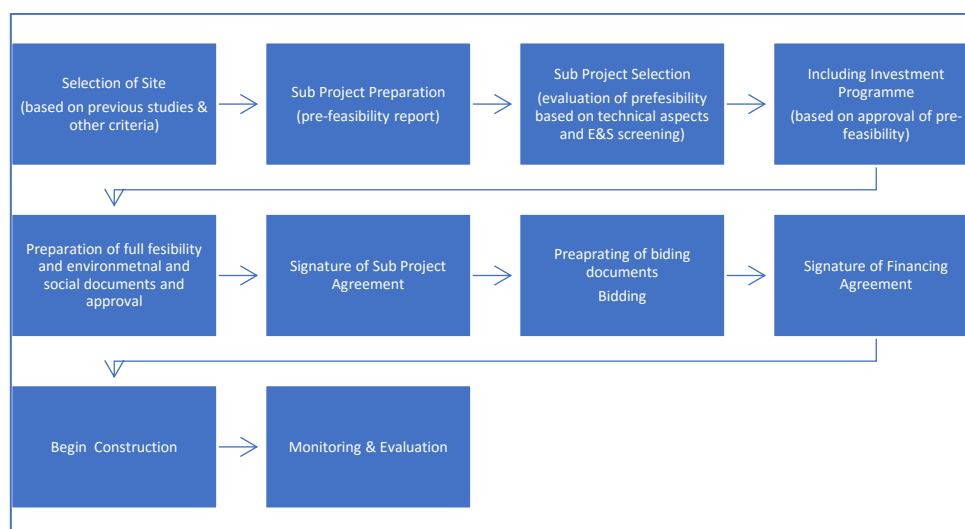 Selection of Site
(based on previous studies &
other criteria)
Sub Project Preparation
(pre-feasibility report)
Sub Project Selection
(evaluation of prefesibility
based on technical aspects
and E&S screening)
Including Investment
Programme
(based on approval of pre-
feasibility)
Preparation of full fesibility
and environmetnal and
social documents and
approval
Signature of Sub Project
Agreement
Preaprating of biding
documents
Bidding
Signature of Financing
Agreement
Begin Construction
Monitoring & Evaluation